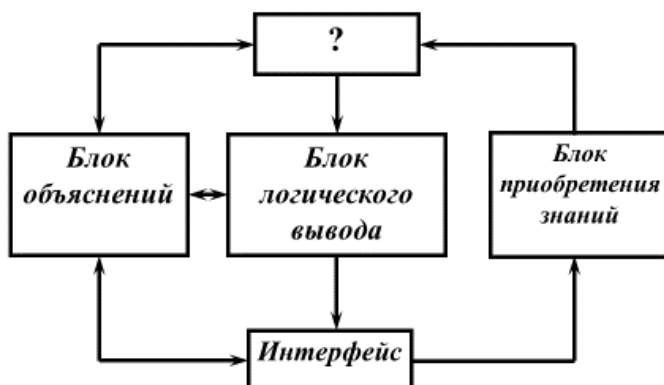 ?
Блок
объяснений
Блок
логического
вывода
Блок
приобретения
знаний
Интерфейс